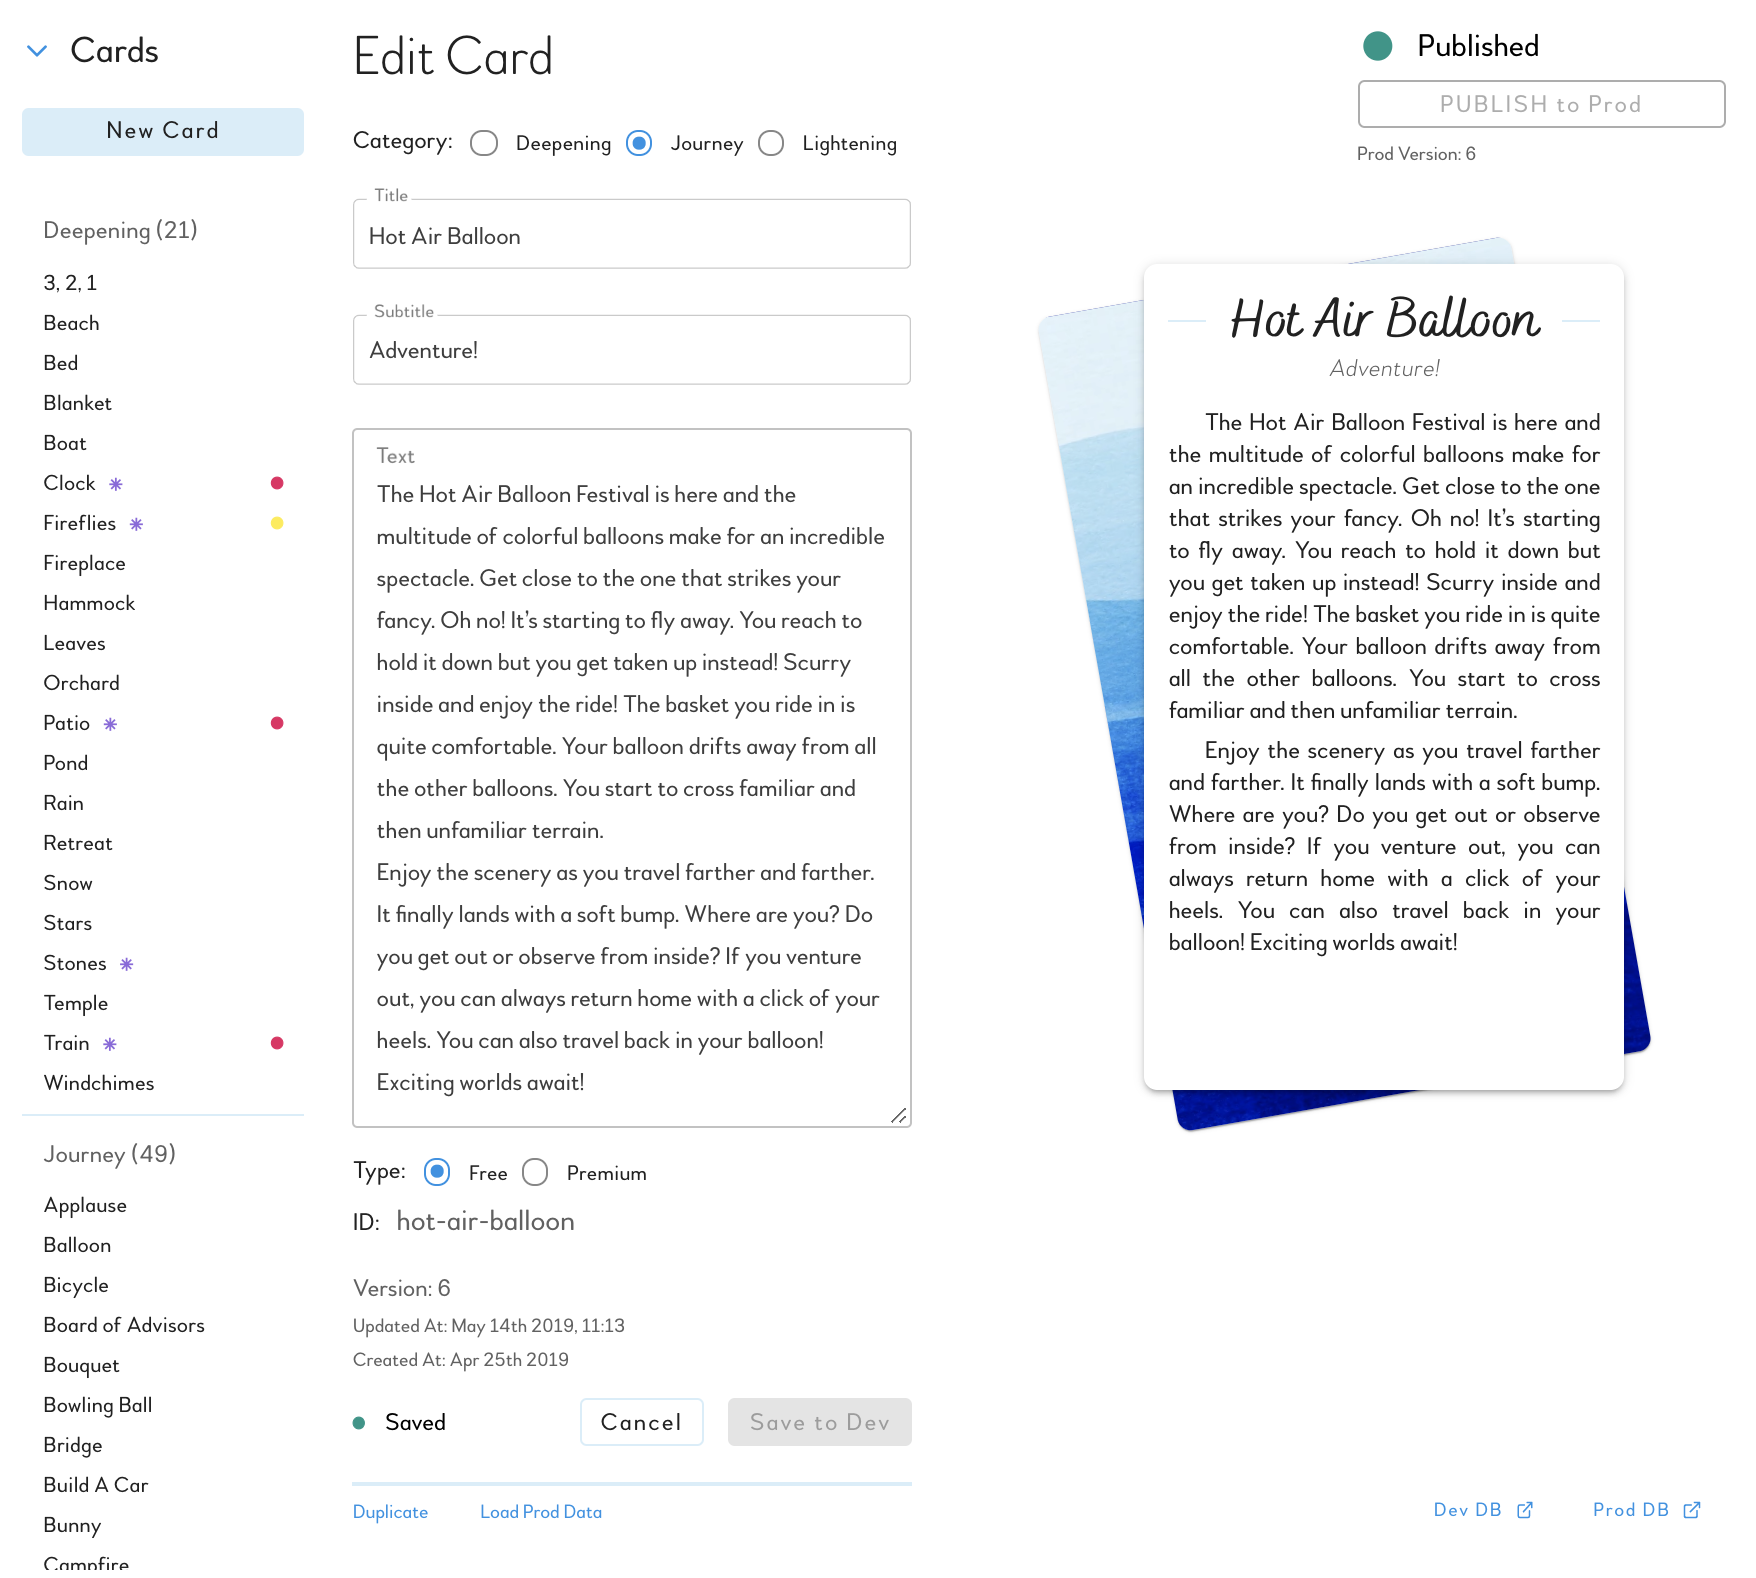 Cards
New Card
Deepening (21)
3, 2, 1
Beach
Bed
Blanket
Boat
Clock *
Fireflies *
Fireplace
Hammock
Leaves
Orchard
Patio *
Pond
Rain
Retreat
Snow
Stars
Stones *
Temple
Train *
Windchimes
Journey (49)
Applause
Balloon
Bicycle
Board of Advisors
Bouquet
Bowling Ball
Bridge
Build A Car
Bunny
Campfire
Edit Card
Category: Deepening Journey Lightening
Title
Hot Air Balloon
Subtitle
Adventure!
Text
The Hot Air Balloon Festival is here and the
multitude of colorful balloons make for an incredible
spectacle. Get close to the one that strikes your
fancy. Oh no! It’s starting to fly away. You reach to
hold it down but you get taken up instead! Scurry
inside and enjoy the ride! The basket you ride in is
quite comfortable. Your balloon drifts away from all
the other balloons. You start to cross familiar and
then unfamiliar terrain.
Enjoy the scenery as you travel farther and farther.
It finally lands with a soft bump. Where are you? Do
you get out or observe from inside? If you venture
out, you can always return home with a click of your
heels. You can also travel back in your balloon!
Exciting worlds await!
Type: Free Premium
ID: hot-air-balloon
Version: 6
Updated At: May 14th 2019, 11:13
Created At: Apr 25th 2019
Saved Cancel Save to Dev
Duplicate Load Prod Data
Published
PUBLISH to Prod
Prod Version: 6
Hot Air Balloon
Adventure!
The Hot Air Balloon Festival is here and
the multitude of colorful balloons make for
an incredible spectacle. Get close to the one
that strikes your fancy. Oh no! It’s starting
to fly away. You reach to hold it down but
you get taken up instead! Scurry inside and
enjoy the ride! The basket you ride in is quite
comfortable. Your balloon drifts away from
all the other balloons. You start to cross
familiar and then unfamiliar terrain.
Enjoy the scenery as you travel farther
and farther. It finally lands with a soft bump.
Where are you? Do you get out or observe
from inside? If you venture out, you can
always return home with a click of your
heels. You can also travel back in your
balloon! Exciting worlds await!
Dev DB Prod DB